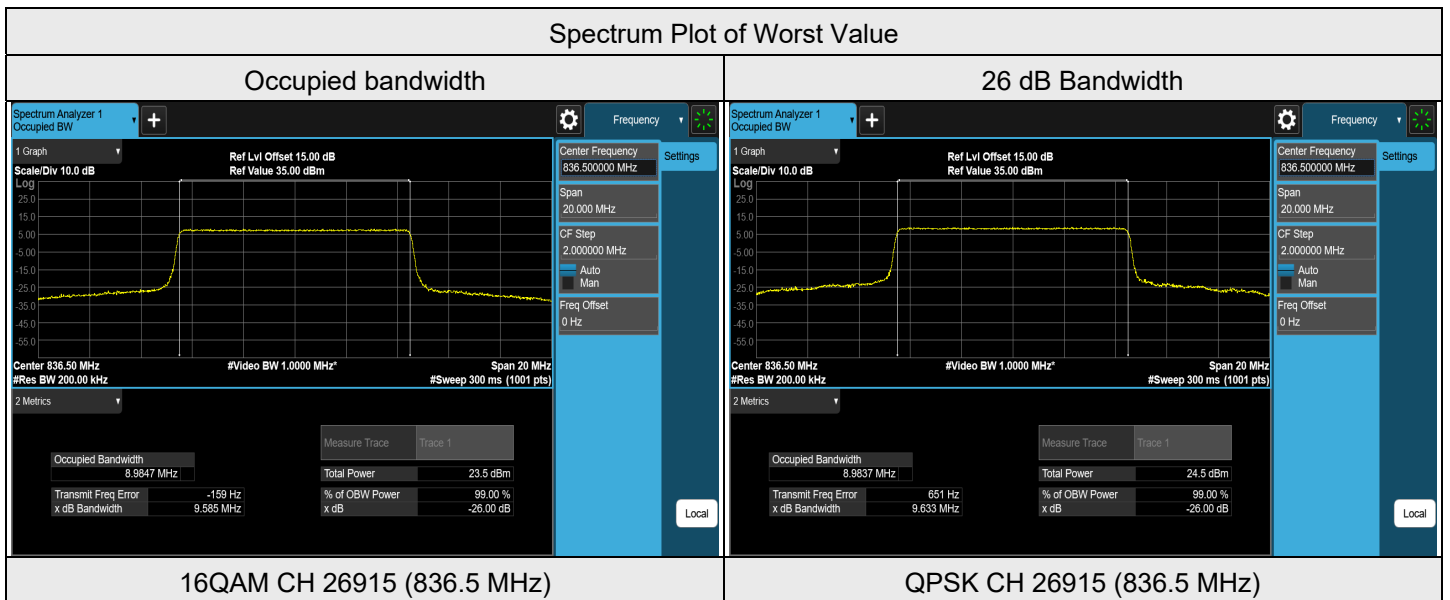 Spectrum Plot of Worst Value
Occupied bandwidth
26 dB Bandwidth
Spectrum Analyzer 1
Occupied BW
+
Frequency
1 Graph
Scale/Div 10.0 dB
Ref Lvl Offset 15.00 dB
Ref Value 35.00 dBm
Log
25.0
15.0
5.00
-5.00
-15.0
-25.0
-35.0
-45.0
-55.0
Center 836.50 MHz
#Video BW 1.0000 MHz*
Span 20 MHz
#Res BW 200.00 kHz
#Sweep 300 ms (1001 pts)
Center Frequency
836.500000 MHz
Settings
Span
20.000 MHz
CF Step
2.000000 MHz
Auto
Man
Freq Offset
0 Hz
Local
2 Metrics
Measure Trace Trace 1
Occupied Bandwidth
8.9847 MHz
Total Power 23.5 dBm
Transmit Freq Error -159 Hz
% of OBW Power 99.00 %
x dB Bandwidth 9.585 MHz
x dB -26.00 dB
Spectrum Analyzer 1
Occupied BW
+
Frequency
1 Graph
Scale/Div 10.0 dB
Ref Lvl Offset 15.00 dB
Ref Value 35.00 dBm
Log
25.0
15.0
5.00
-5.00
-15.0
-25.0
-35.0
-45.0
-55.0
Center 836.50 MHz
#Video BW 1.0000 MHz*
Span 20 MHz
#Res BW 200.00 kHz
#Sweep 300 ms (1001 pts)
Center Frequency
836.500000 MHz
Settings
Span
20.000 MHz
CF Step
2.000000 MHz
Auto
Man
Freq Offset
0 Hz
Local
2 Metrics
Measure Trace Trace 1
Occupied Bandwidth
8.9837 MHz
Total Power 24.5 dBm
Transmit Freq Error 651 Hz
% of OBW Power 99.00 %
x dB Bandwidth 9.633 MHz
x dB -26.00 dB
16QAM CH 26915 (836.5 MHz)
QPSK CH 26915 (836.5 MHz)